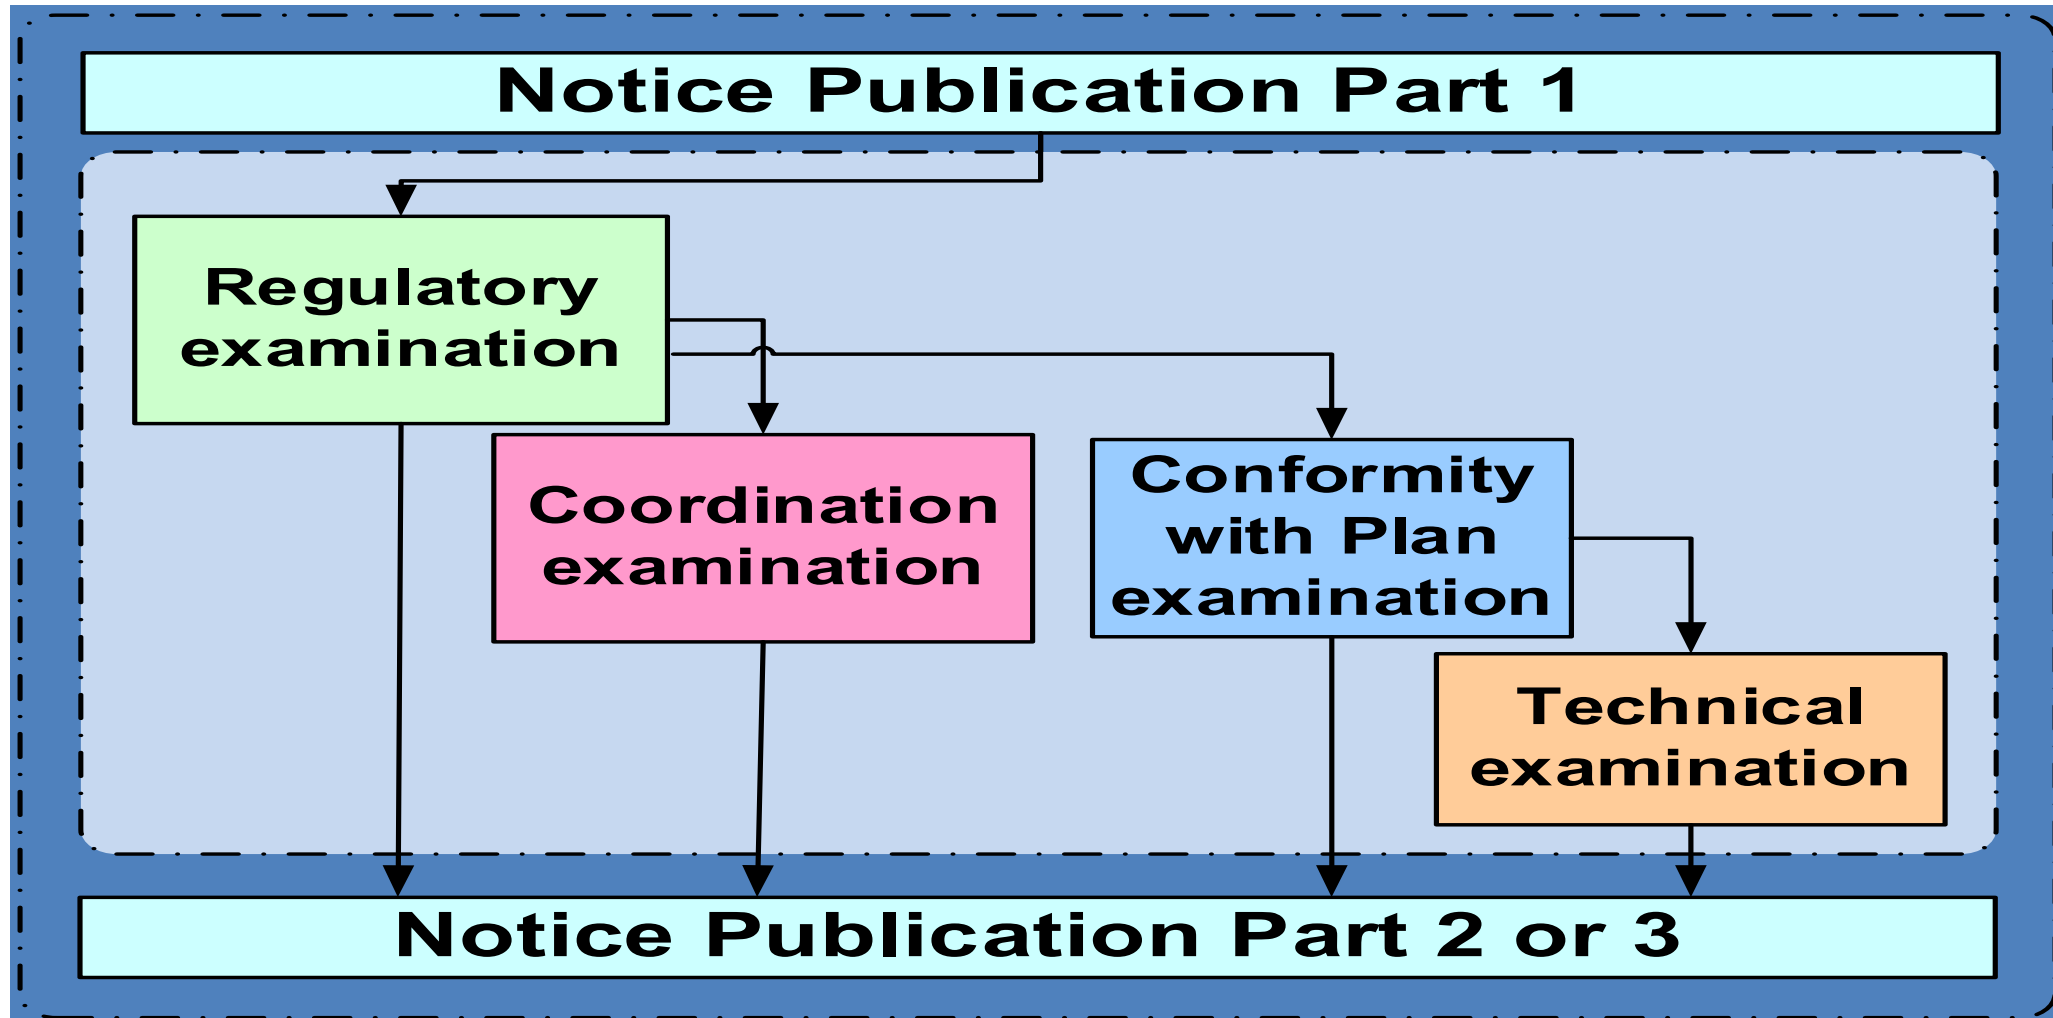 Notice Publication Part 1
Regulatory
examination
Coordination
examination
Conformity
with Plan
examination
Technical
examination
Notice Publication Part 2 or 3